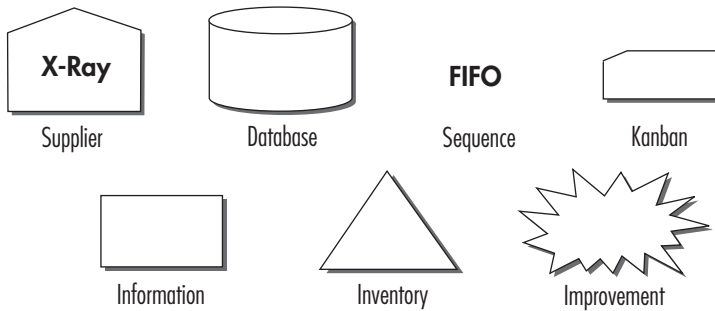 X-Ray
FIFO
Supplier
Database
Sequence
Kanban
Information
Inventory
Improvement